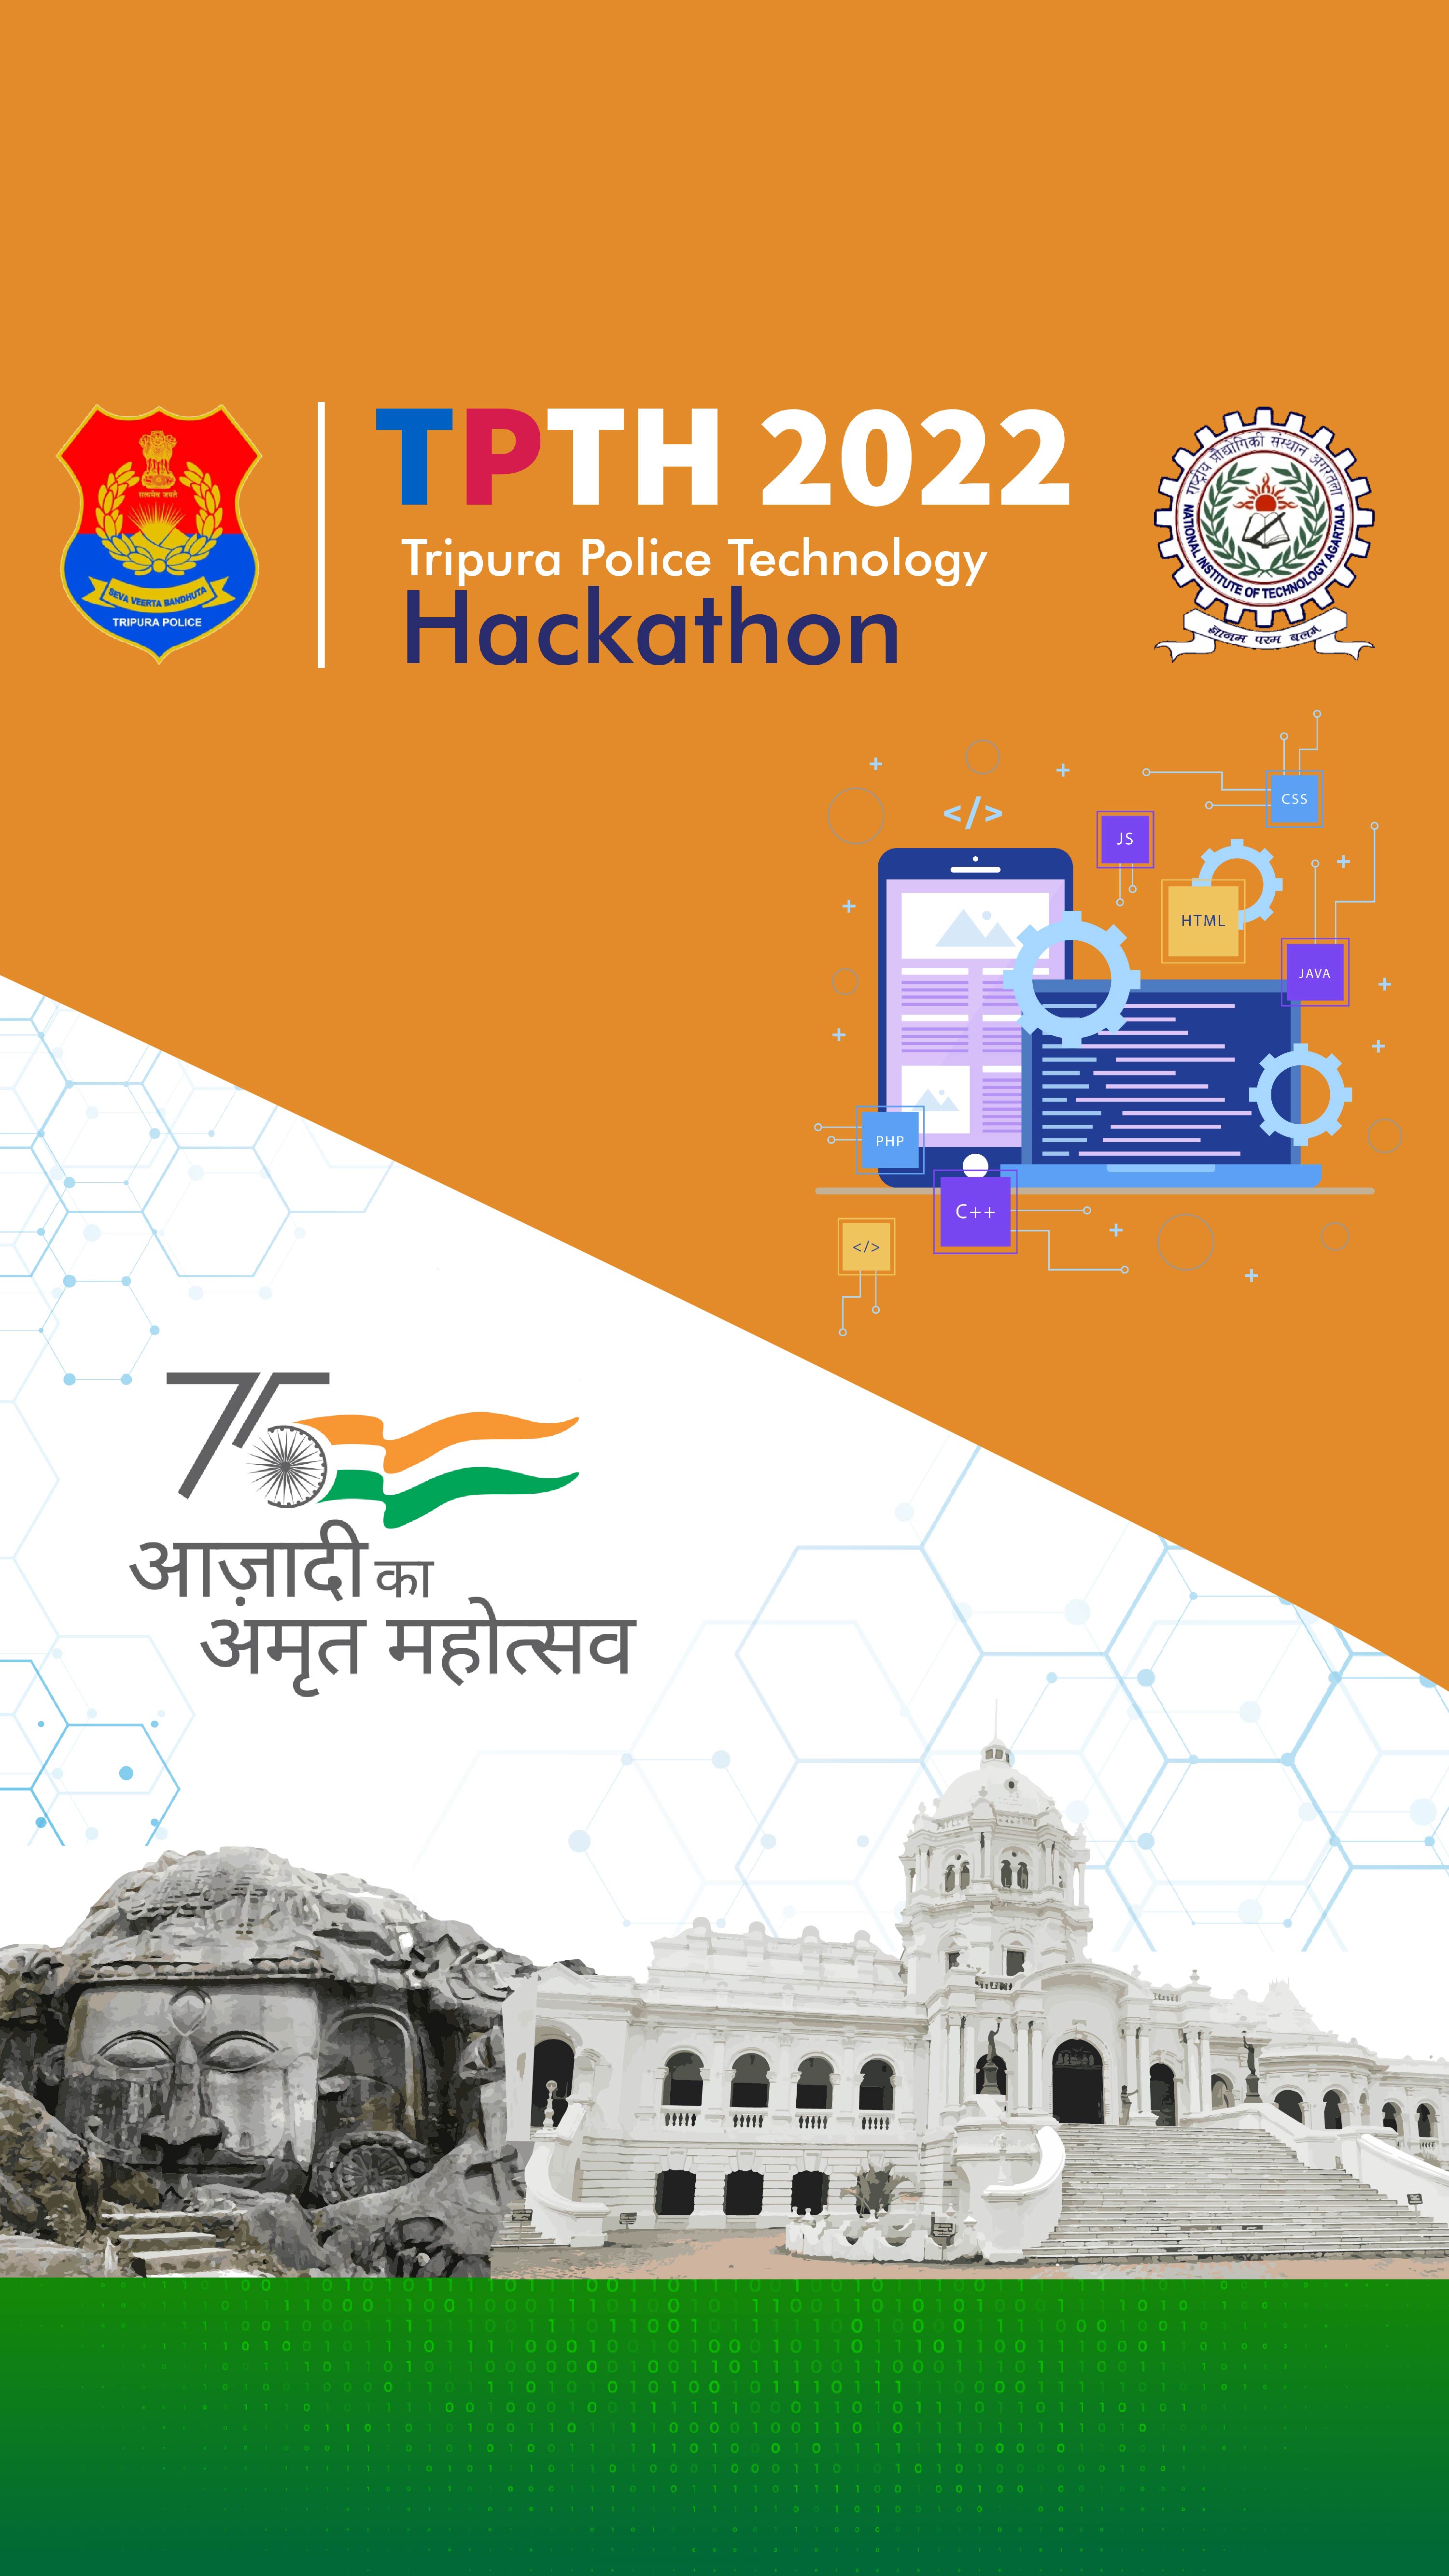 TPTH 2022
Tripura Police Technology
Hackathon
सत्यमेव जयते
SEVA VEERTA BANDHUTA
TRIPURA POLICE
राष्ट्रीय प्रौद्योगिकी संस्थान अगरतला
NATIONAL INSTITUTE OF TECHNOLOGY AGARTALA
ज्ञानम परम बलम
</>
CSS
JS
HTML
JAVA
PHP
C++
</>
75
आज़ादी का
अमृत महोत्सव